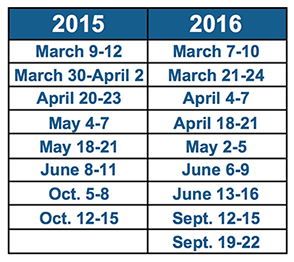 2015 2016
March 9-12 March 7-10
March 30-April 2 March 21-24
April 20-23 April 4-7
May 4-7 April 18-21
May 18-21 May 2-5
June 8-11 June 6-9
Oct. 5-8 June 13-16
Oct. 12-15 Sept. 12-15
Sept. 19-22